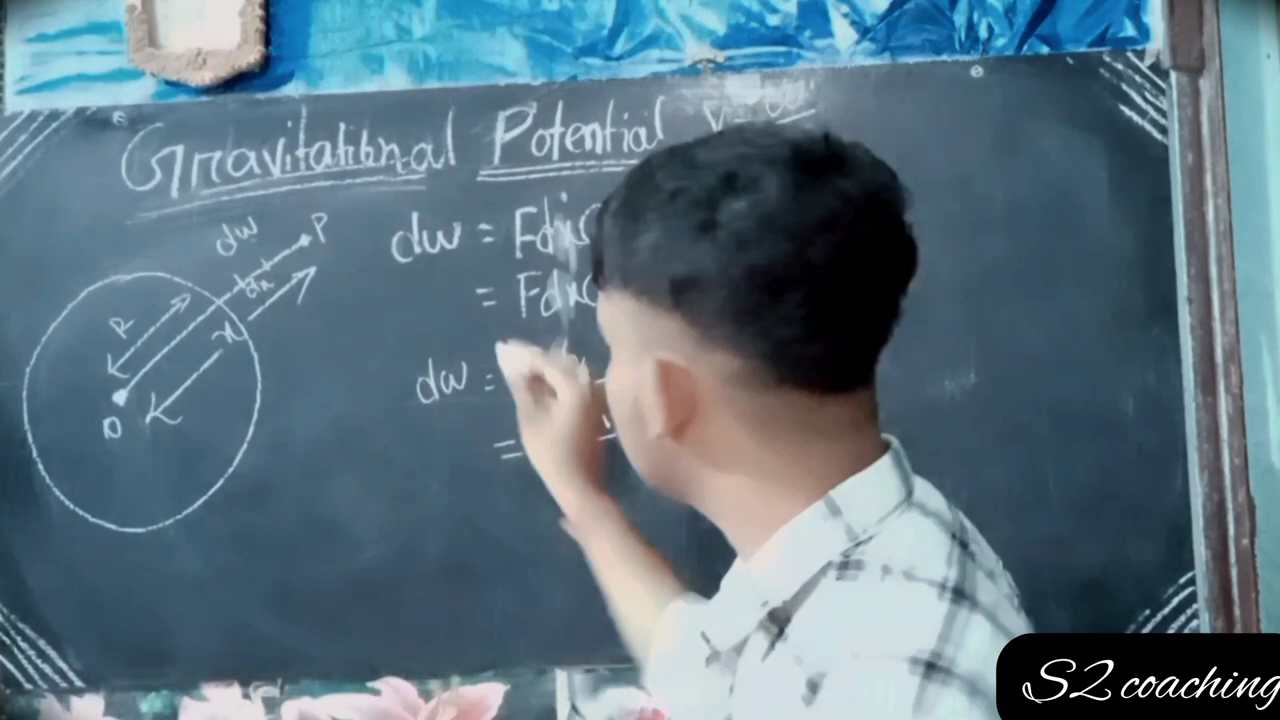 Gravitational Potential
dw
P
dx
R
x
O
dw = Fdis
= Fdx
dw =
=
S2 coaching